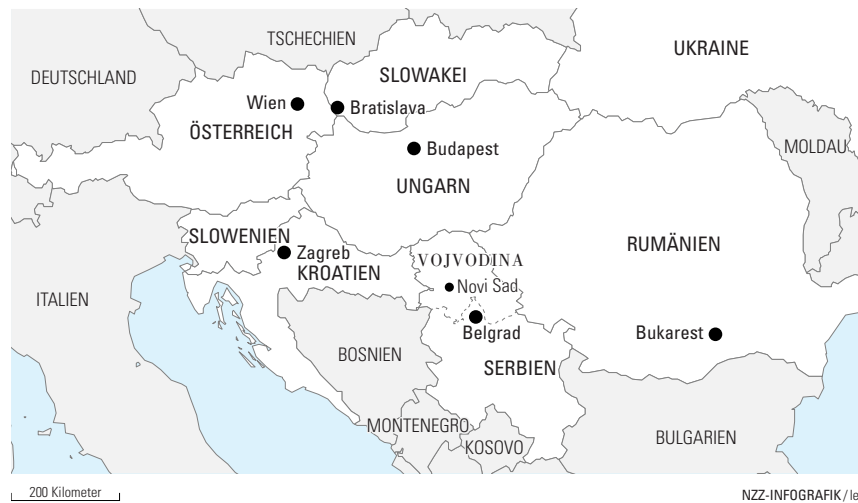 TSCHECHIEN
UKRAINE
DEUTSCHLAND
SLOWAKEI
Wien
Bratislava
ÖSTERREICH
Budapest
MOLDAU
UNGARN
SLOWENIEN
Zagreb
KROATIEN
VOJVODINA
RUMÄNIEN
Novi Sad
ITALIEN
Belgrad
Bukarest
BOSNIEN
SERBIEN
MONTENEGRO
KOSOVO
BULGARIEN
200 Kilometer
NZZ-INFOGRAFIK/le